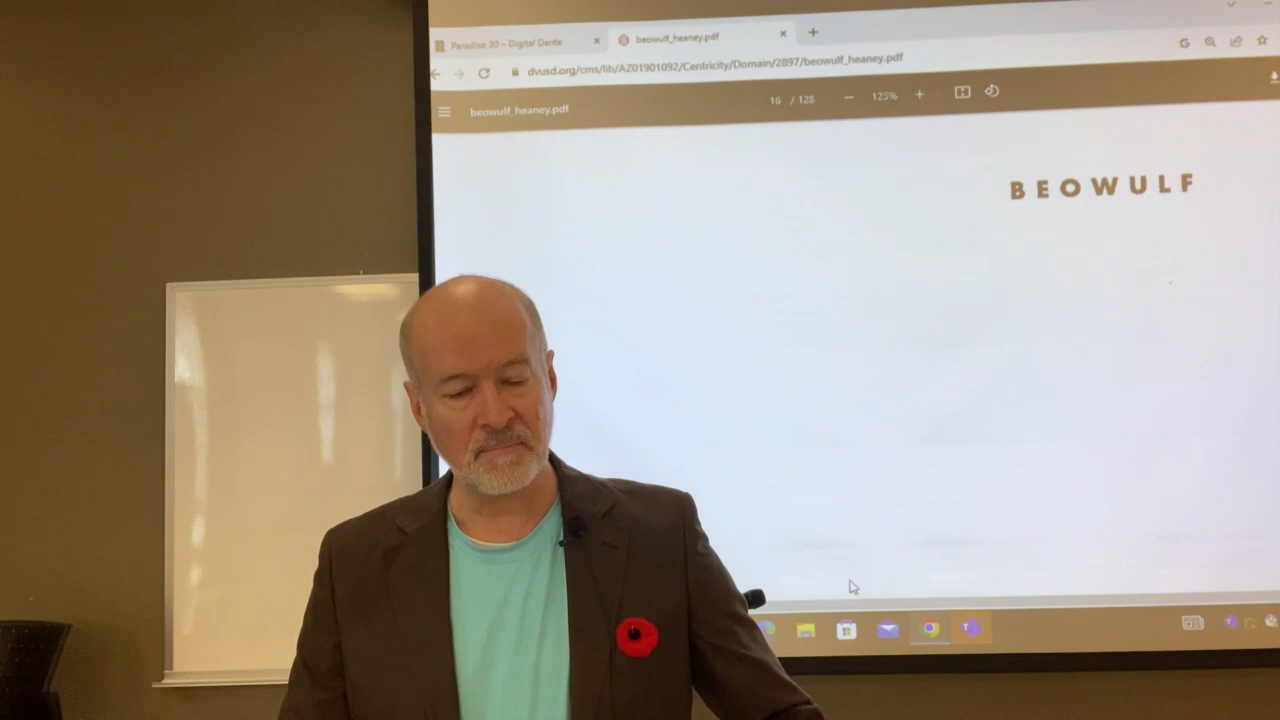 Paradiso 30 – Digital Dante
beowulf_heaney.pdf
dvusd.org/cms/lib/AZ01901092/Centricity/Domain/2897/beowulf_heaney.pdf
beowulf_heaney.pdf
16 / 128
125%
BEOWULF